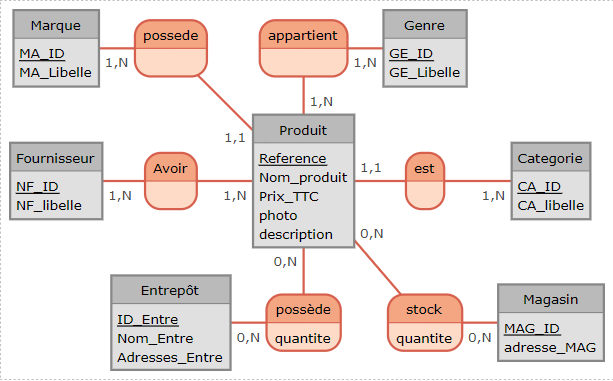 Marque
MA_ID
MA_Libelle
1,N
possede
1,1
appartient
1,N
1,N
Genre
GE_ID
GE_Libelle
Fournisseur
NF_ID
NF_libelle
1,N
Avoir
1,N
Produit
Reference
Nom_produit
Prix_TTC
photo
description
1,1
est
1,N
Categorie
CA_ID
CA_libelle
0,N
0,N
Entrepôt
ID_Entre
Nom_Entre
Adresses_Entre
0,N
possède
quantite
stock
quantite
0,N
Magasin
MAG_ID
adresse_MAG